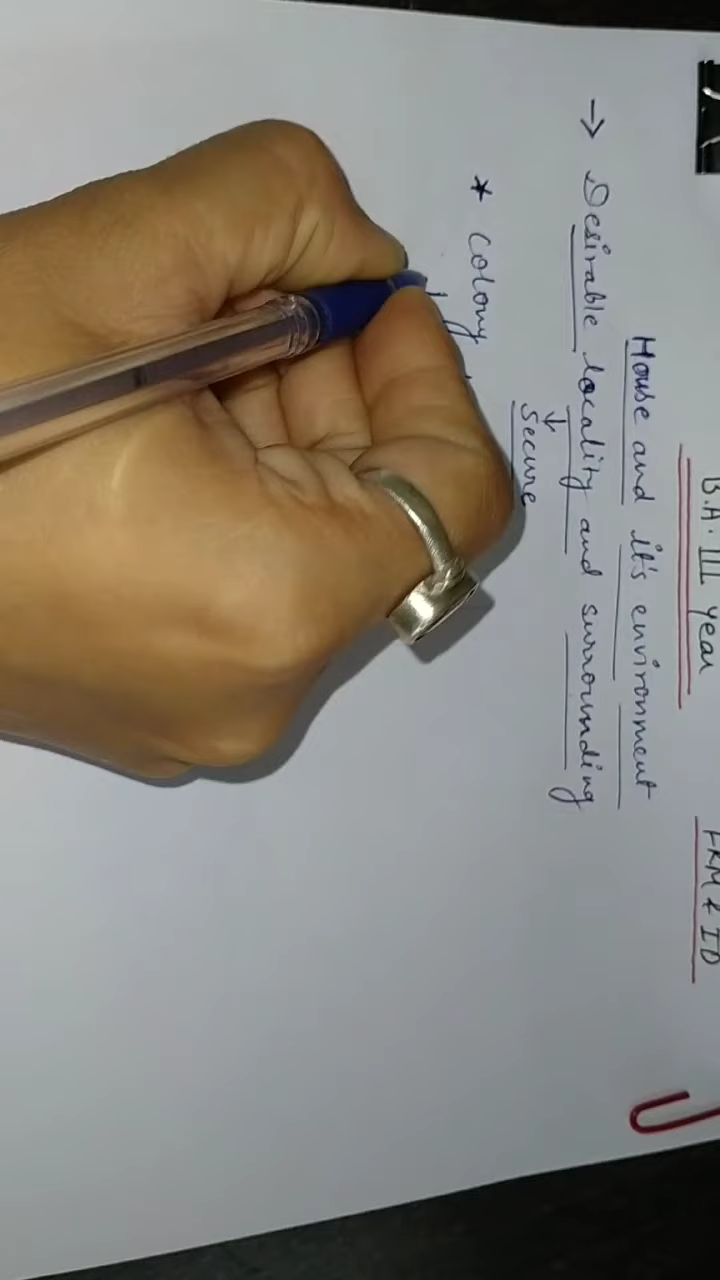 B.A. III year FRM & ID
House and it's environment
→ Desirable locality and surrounding
↓
secure
* Colony